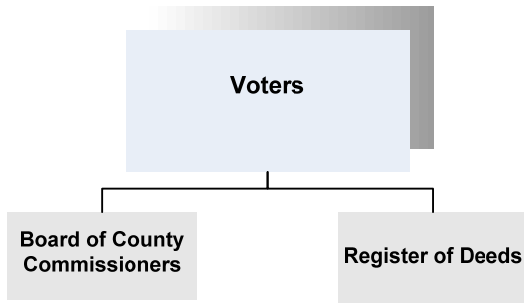 Voters
Board of County
Commissioners
Register of Deeds